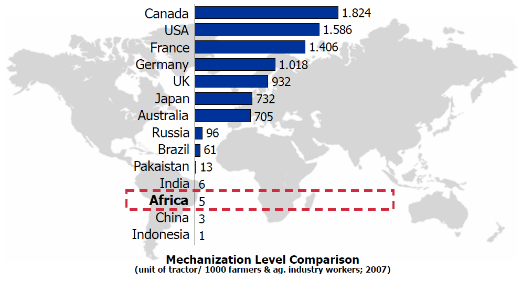 Canada 1.824
USA 1.586
France 1.406
Germany 1.018
UK 932
Japan 732
Australia 705
Russia 96
Brazil 61
Pakaistan 13
India 6
Africa 5
China 3
Indonesia 1
Mechanization Level Comparison
(unit of tractor/ 1000 farmers & ag. industry workers; 2007)